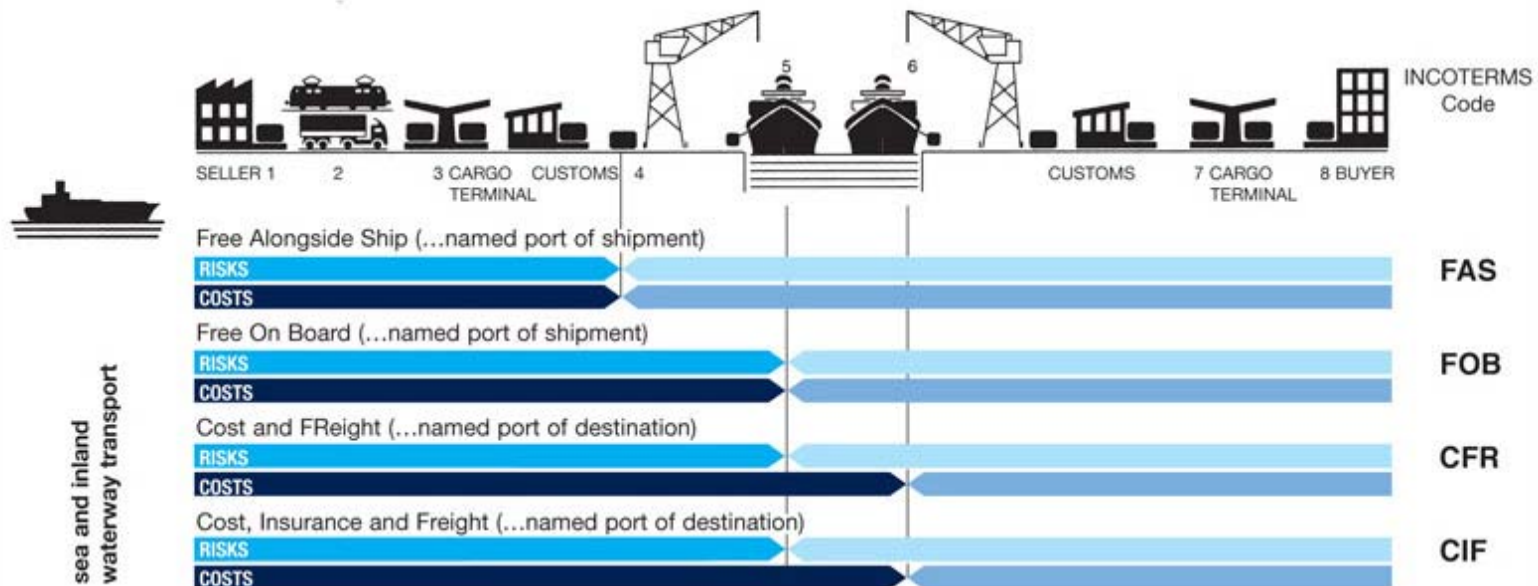 5
6
INCOTERMS
Code
SELLER 1
2
3 CARGO
TERMINAL
CUSTOMS
4
CUSTOMS
7 CARGO
TERMINAL
8 BUYER
Free Alongside Ship (...named port of shipment)
RISKS
COSTS
FAS
Free On Board (...named port of shipment)
RISKS
COSTS
FOB
Cost and FReight (...named port of destination)
RISKS
COSTS
CFR
Cost, Insurance and Freight (...named port of destination)
RISKS
COSTS
CIF
sea and inland
waterway transport